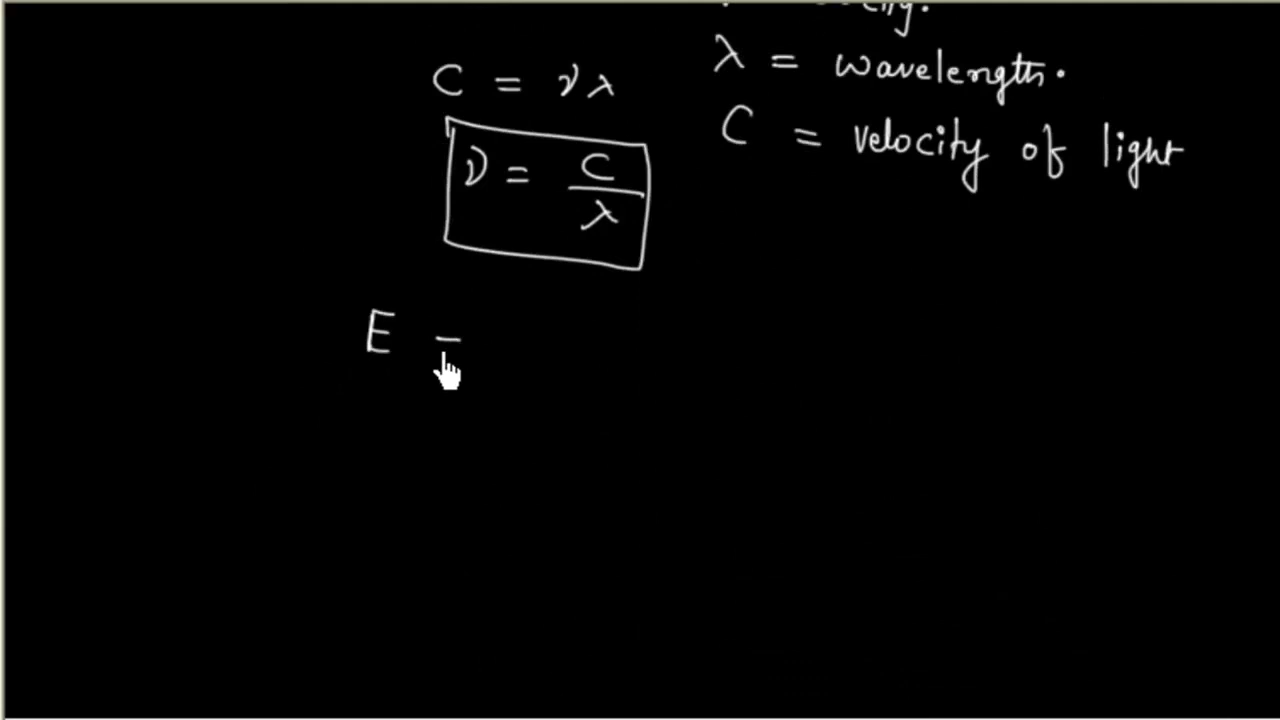 λ = wavelength.
C = νλ
C = velocity of light
ν = C/λ
E -